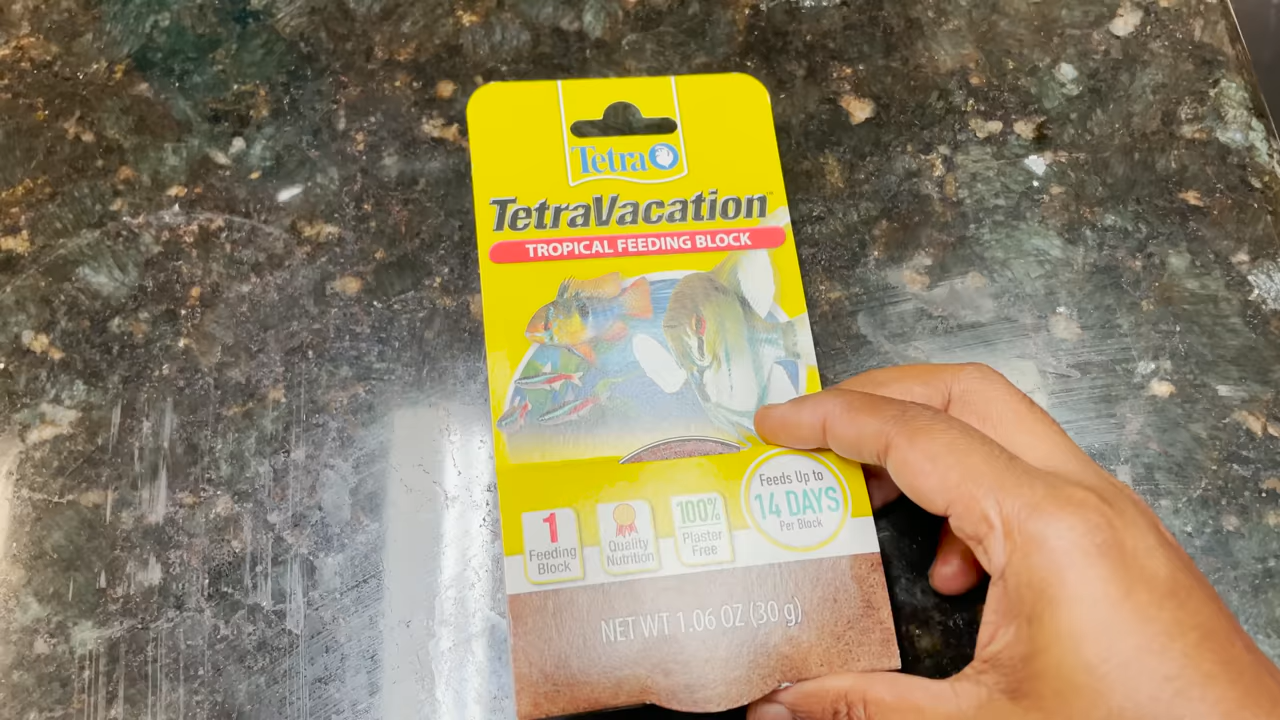 Tetra
TetraVacation™
TROPICAL FEEDING BLOCK
1
Feeding
Block
Quality
Nutrition
100%
Plaster
Free
Feeds Up to
14 DAYS
Per Block
NET WT 1.06 OZ (30 g)